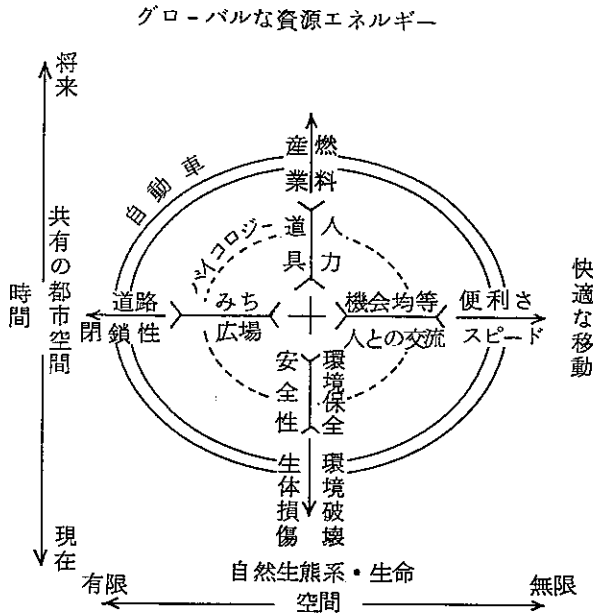 グローバルな資源エネルギー
将来
共有の都市空間
時間
現在
自動車
バイコロジー
産業
燃料
道具
人力
道路
閉鎖性
みち
広場
機会均等
人との交流
便利さ
スピード
快適な移動
安全性
環境保全
生体損傷
環境破壊
自然生態系・生命
有限
空間
無限